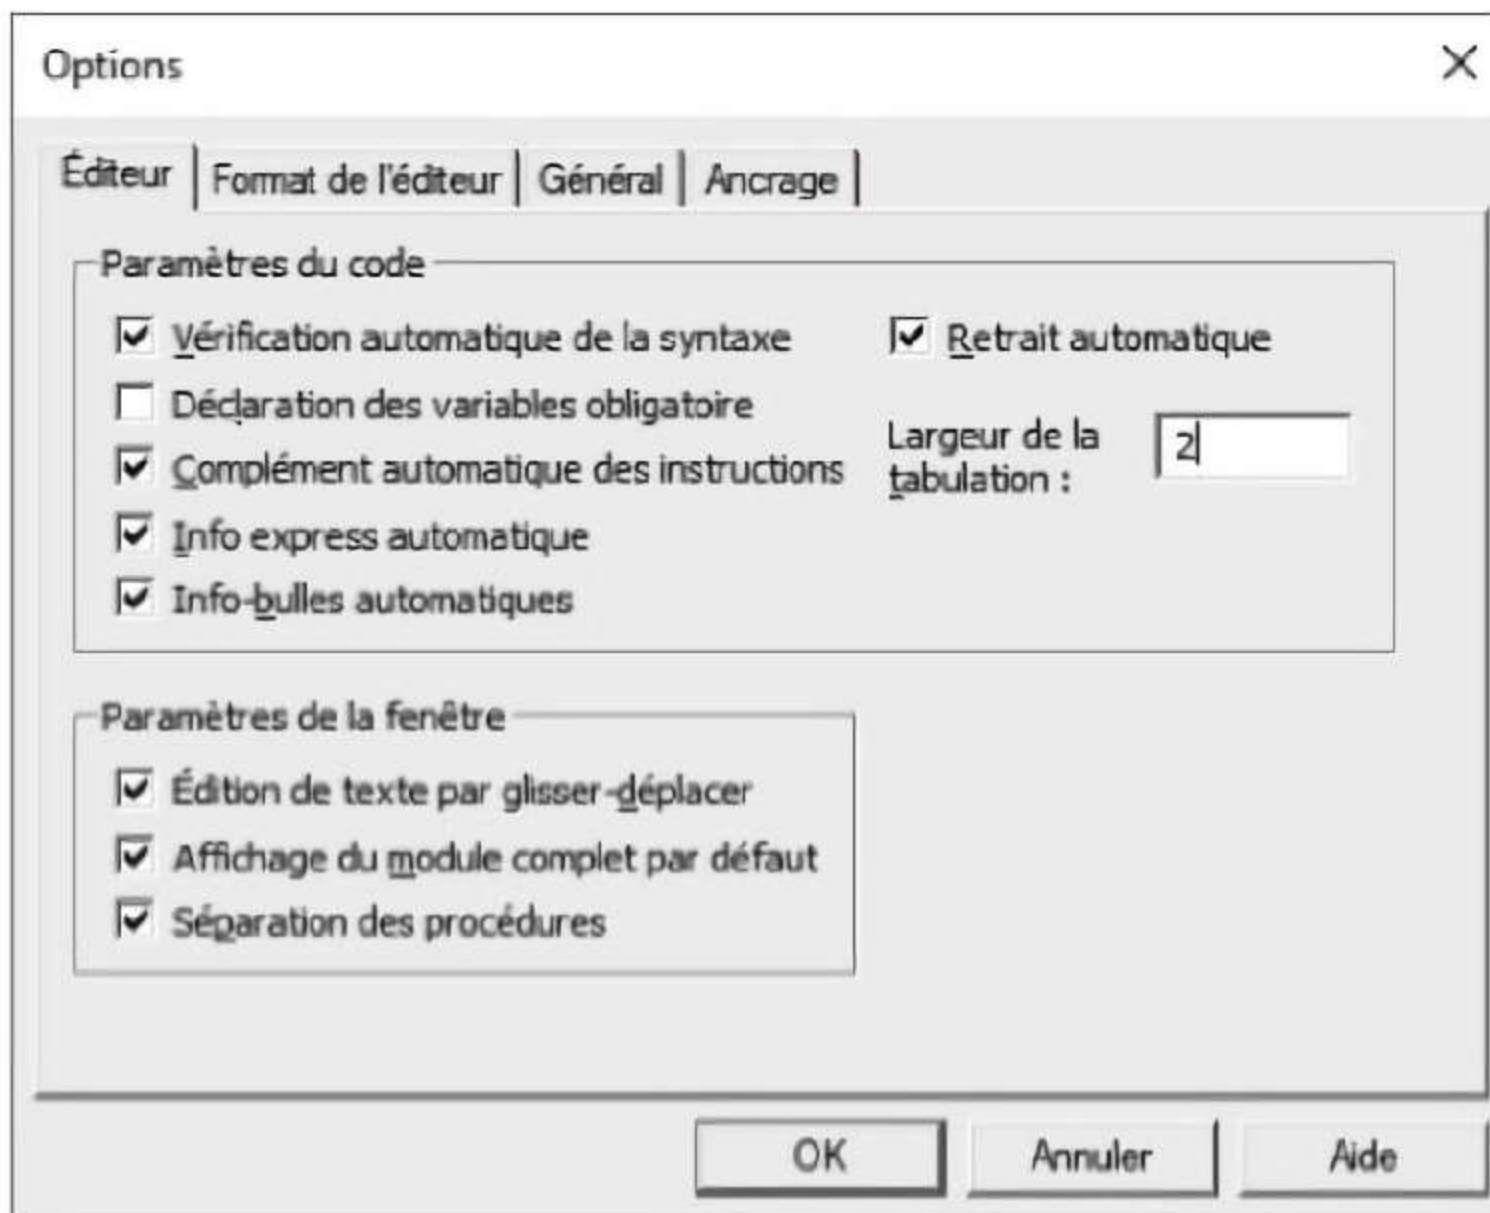 Options
Éditeur
Format de l'éditeur
Général
Ancrage
Paramètres du code
Vérification automatique de la syntaxe
Déclaration des variables obligatoire
Complément automatique des instructions
Info express automatique
Info-bulles automatiques
Retrait automatique
Largeur de la
tabulation :
2
Paramètres de la fenêtre
Édition de texte par glisser-déplacer
Affichage du module complet par défaut
Séparation des procédures
OK
Annuler
Aide